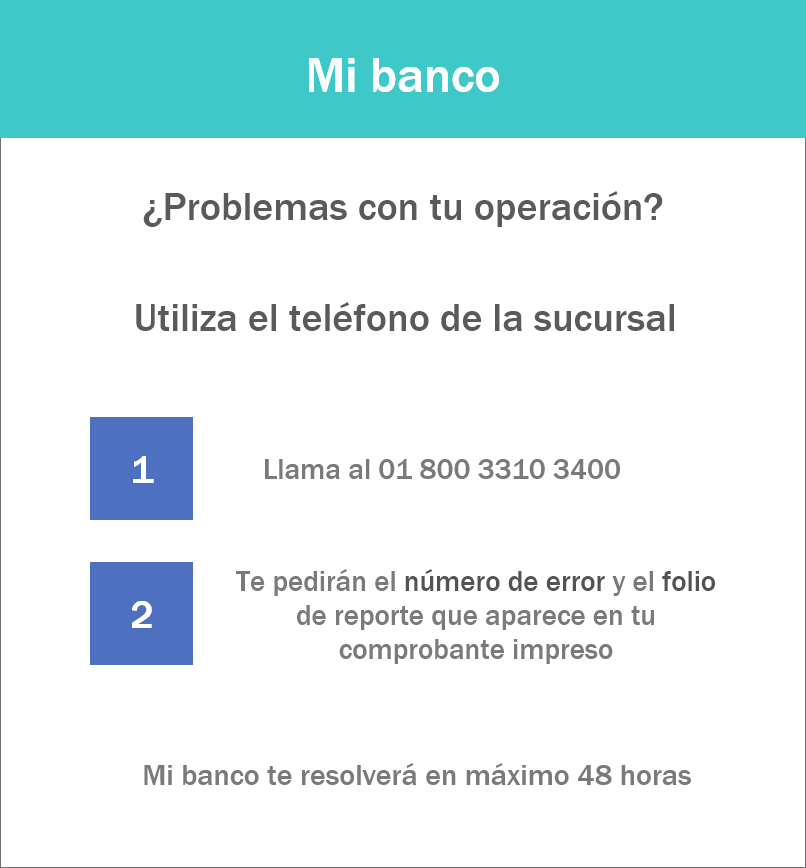 Mi banco
¿Problemas con tu operación?
Utiliza el teléfono de la sucursal
1
Llama al 01 800 3310 3400
2
Te pedirán el número de error y el folio
de reporte que aparece en tu
comprobante impreso
Mi banco te resolverá en máximo 48 horas